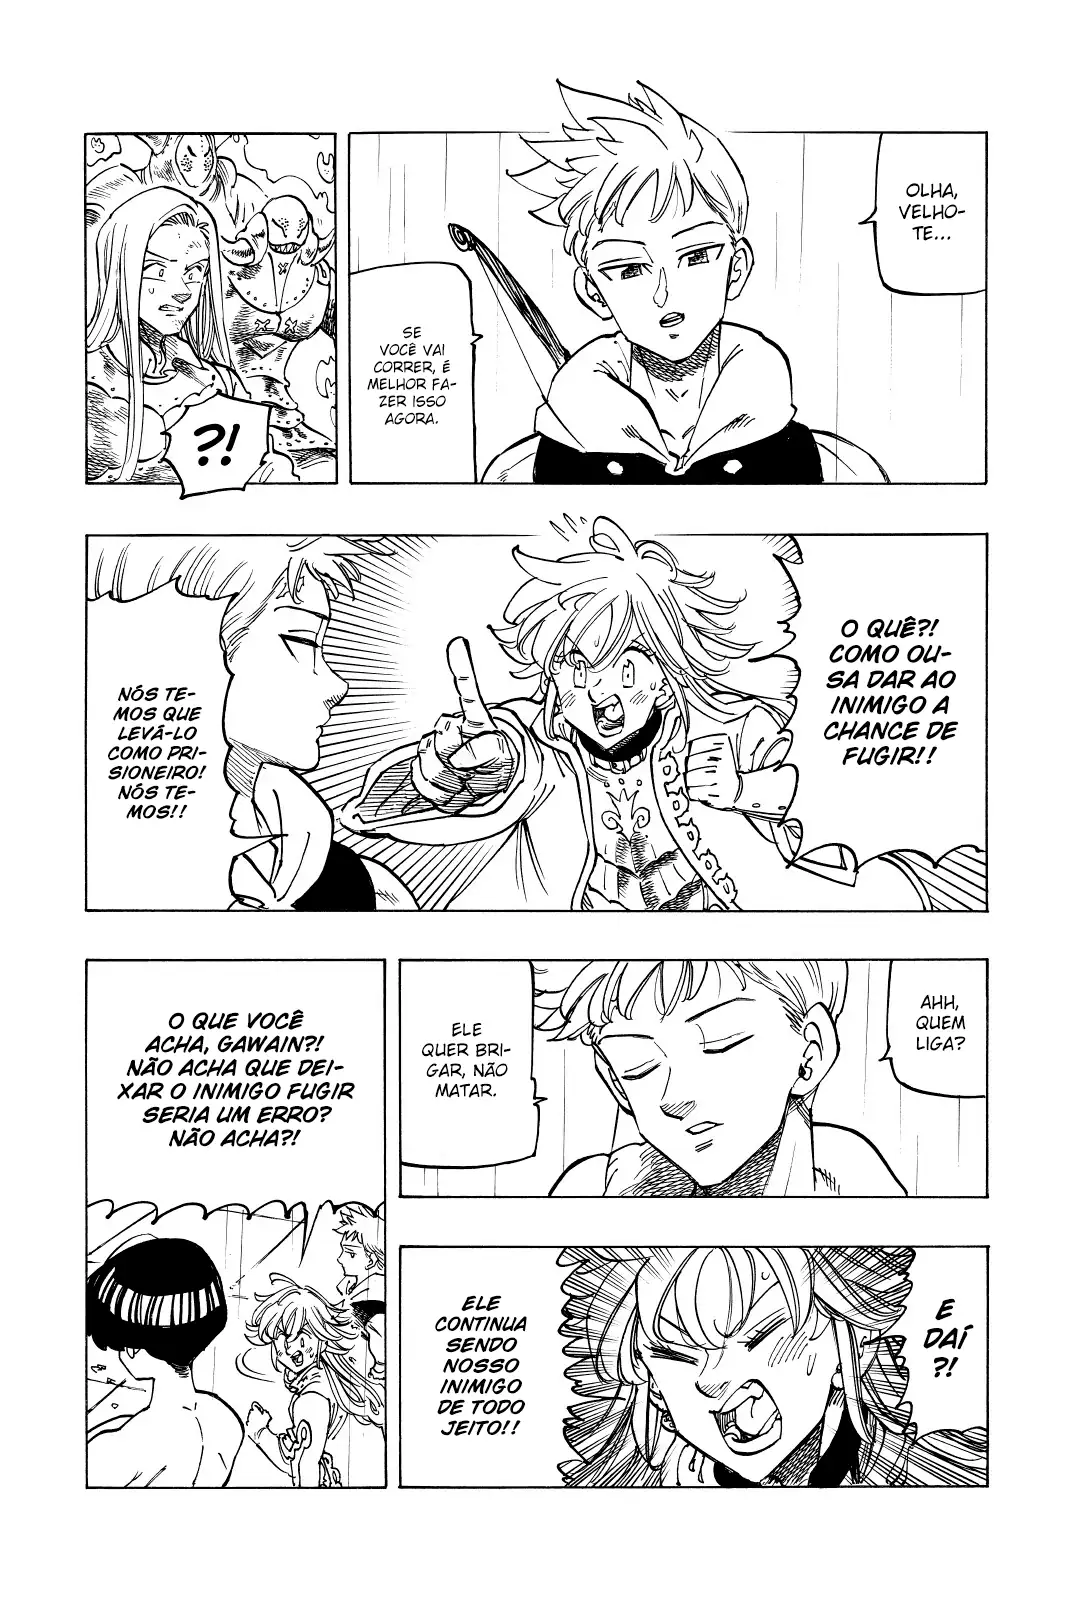 OLHA,
VELHO-
TE...
SE
VOCÊ VAI
CORRER, É
MELHOR FA-
ZER ISSO
AGORA.
?!
O QUÊ?!
COMO OU-
SA DAR AO
INIMIGO A
CHANCE DE
FUGIR!!
NÓS TE-
MOS QUE
LEVÁ-LO
COMO PRI-
SIONEIRO!
NÓS TE-
MOS!!
AHH,
QUEM
LIGA?
ELE
QUER BRI-
GAR, NÃO
MATAR.
O QUE VOCÊ
ACHA, GAWAIN?!
NÃO ACHA QUE DEI-
XAR O INIMIGO FUGIR
SERIA UM ERRO?
NÃO ACHA?!
E
DAÍ
?!
ELE
CONTINUA
SENDO
NOSSO
INIMIGO
DE TODO
JEITO!!